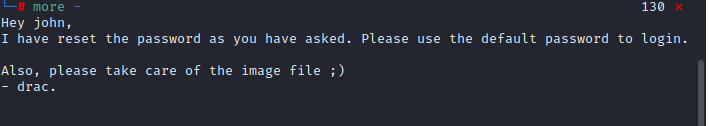 └─# more - 130 ⨯
Hey john,
I have reset the password as you have asked. Please use the default password to login.
Also, please take care of the image file ;)
- drac.